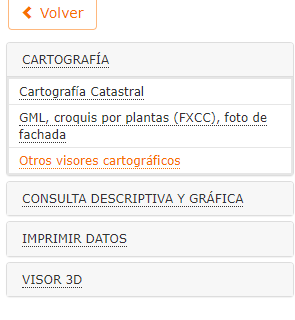 Volver
CARTOGRAFÍA
Cartografía Catastral
GML, croquis por plantas (FXCC), foto de
fachada
Otros visores cartográficos
CONSULTA DESCRIPTIVA Y GRÁFICA
IMPRIMIR DATOS
VISOR 3D